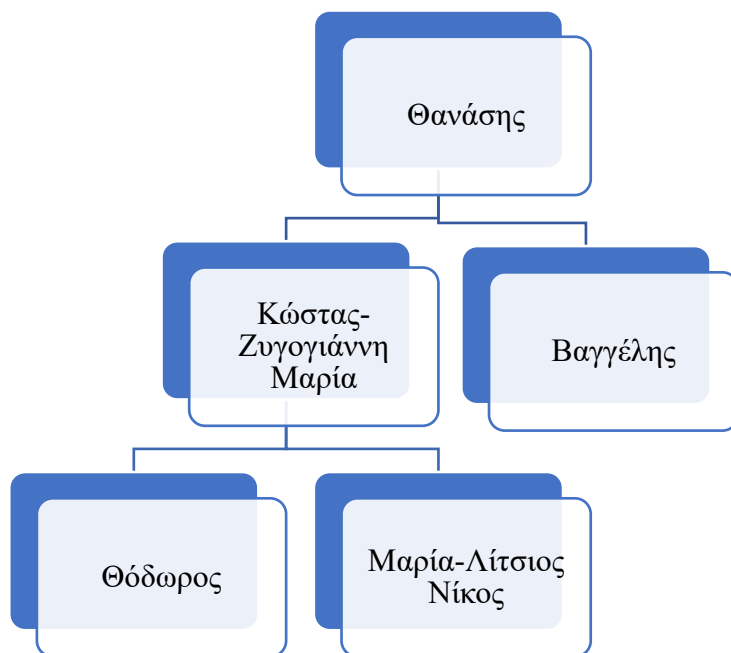 Θανάσης
Κώστας-
Ζυγογιάννη
Μαρία
Βαγγέλης
Θόδωρος
Μαρία-Λίτσιος
Νίκος